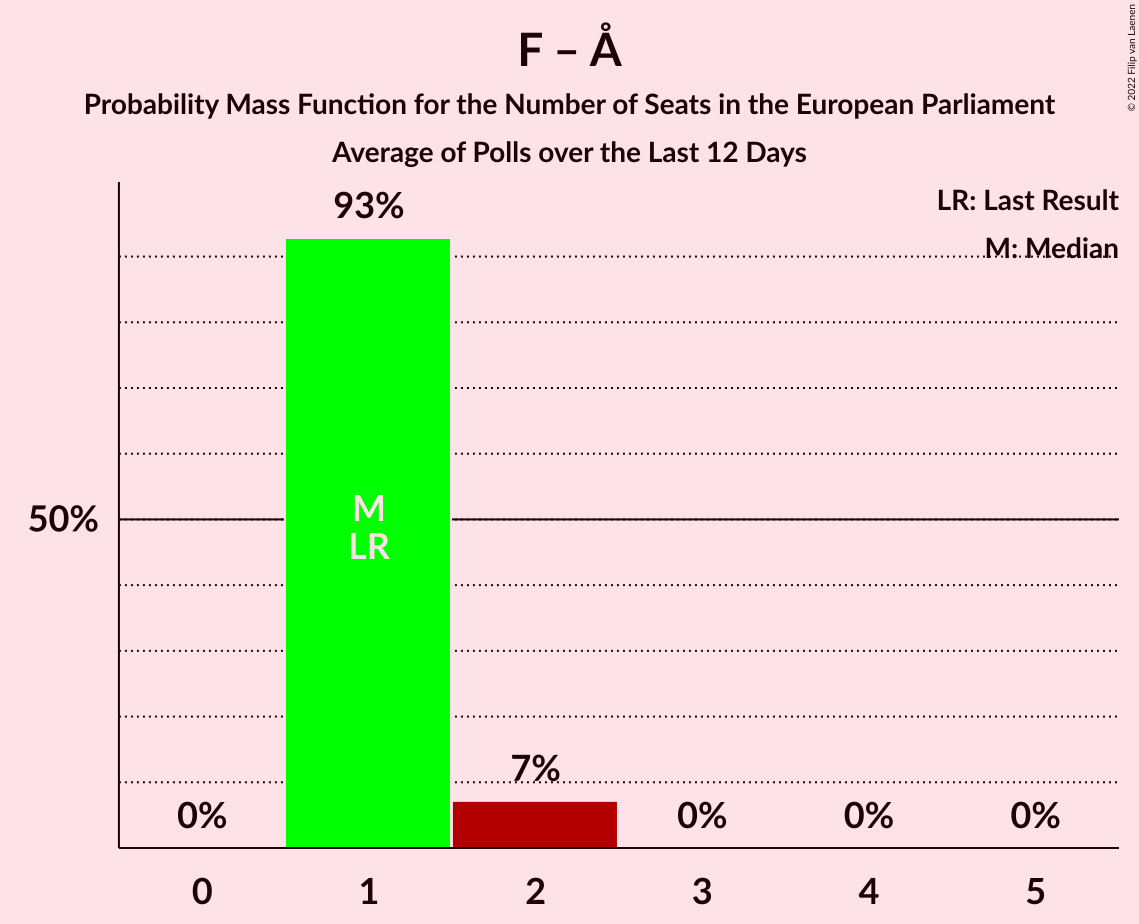 F – Å
Probability Mass Function for the Number of Seats in the European Parliament
Average of Polls over the Last 12 Days
© 2022 Filip van Laenen
LR: Last Result
M: Median
93%
50%
M
LR
7%
0%
0%
0%
0%
0 1 2 3 4 5